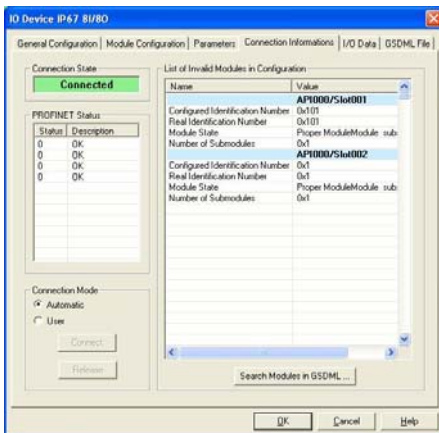 IO Device IP67 8I/8O
General Configuration Module Configuration Parameters Connection Informations I/O Data GSDML File
Connection State
Connected
PROFINET Status
Status Description
0 OK
0 OK
0 OK
0 OK
Connection Mode
Automatic
User
Connect
Release
List of Invalid Modules in Configuration
Name Value
API000/Slot001
Configured Identification Number 0x101
Real Identification Number 0x101
Module State Proper ModuleModule sub
Number of Submodules 0x1
API000/Slot002
Configured Identification Number 0x1
Real Identification Number 0x1
Module State Proper ModuleModule sub
Number of Submodules 0x1
Search Modules in GSDML ...
OK Cancel Help